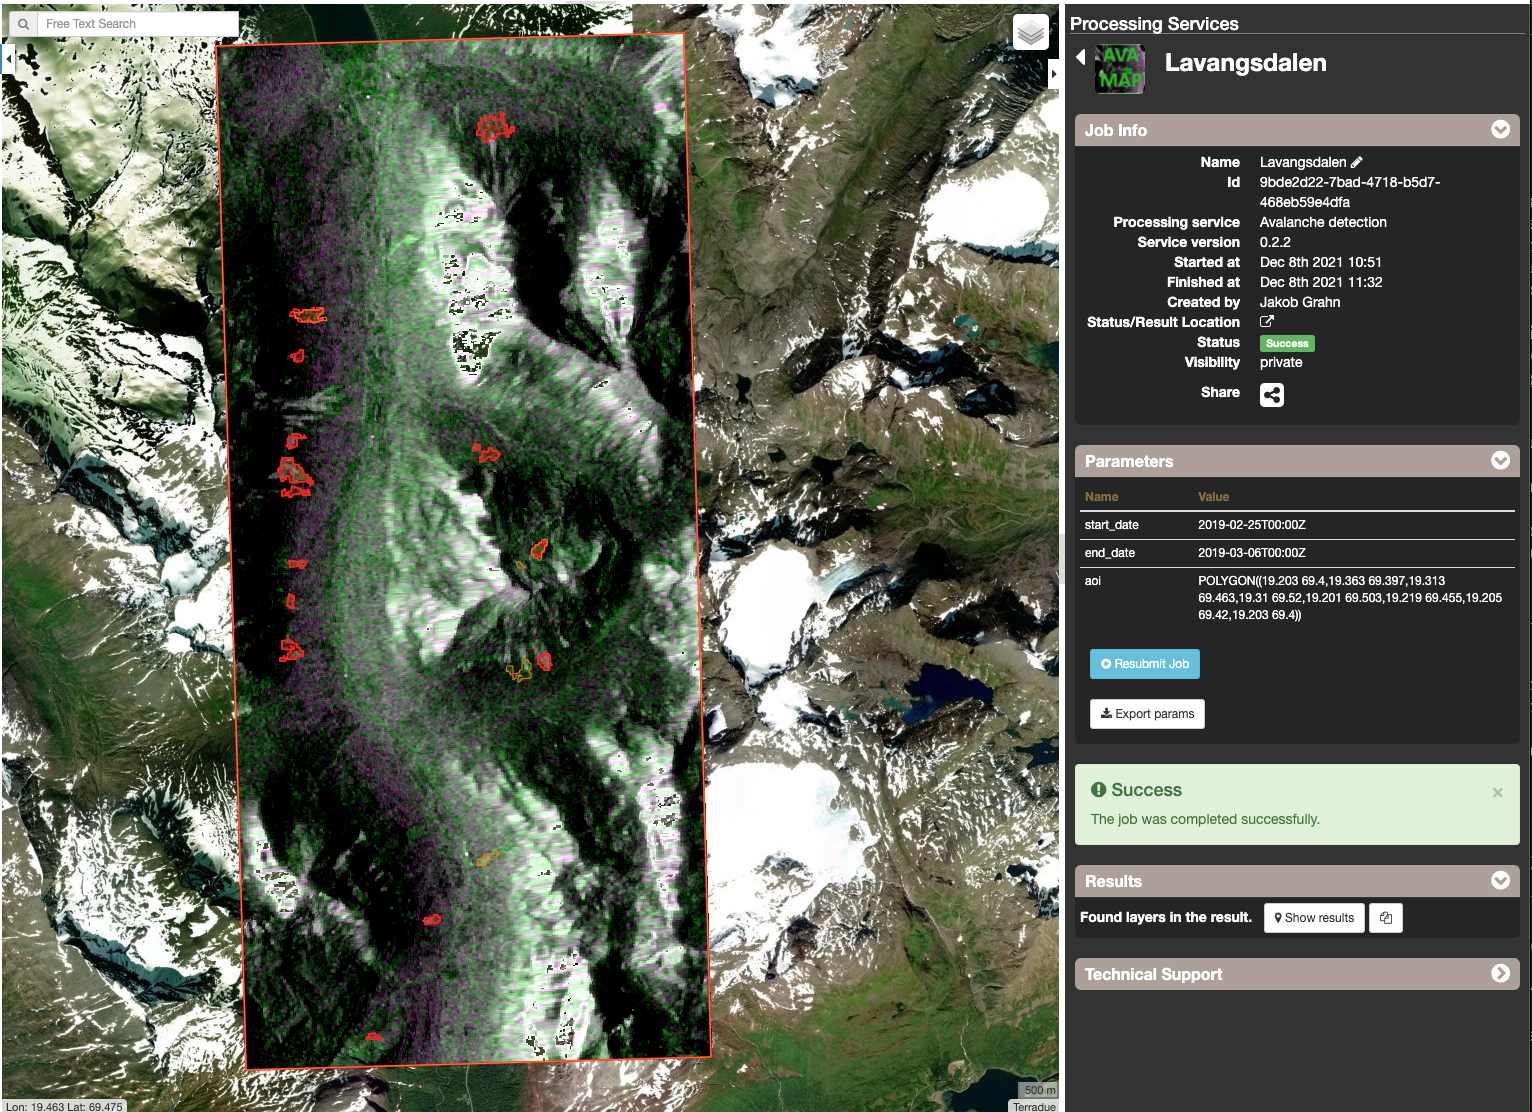 Free Text Search
Processing Services
AVA
MAP
Lavangsdalen
Job Info
Name Lavangsdalen
Id 9bde2d22-7bad-4718-b5d7-
468eb59e4dfa
Processing service Avalanche detection
Service version 0.2.2
Started at Dec 8th 2021 10:51
Finished at Dec 8th 2021 11:32
Created by Jakob Grahn
Status/Result Location
Status Success
Visibility private
Share
Parameters
Name Value
start_date 2019-02-25T00:00Z
end_date 2019-03-06T00:00Z
aoi POLYGON((19.203 69.4,19.363 69.397,19.313
69.463,19.31 69.52,19.201 69.503,19.219 69.455,19.205
69.42,19.203 69.4))
Resubmit Job
Export params
Success ×
The job was completed successfully.
Results
Found layers in the result. Show results
Technical Support
500 m
Lon: 19.463 Lat: 69.475
Terradue